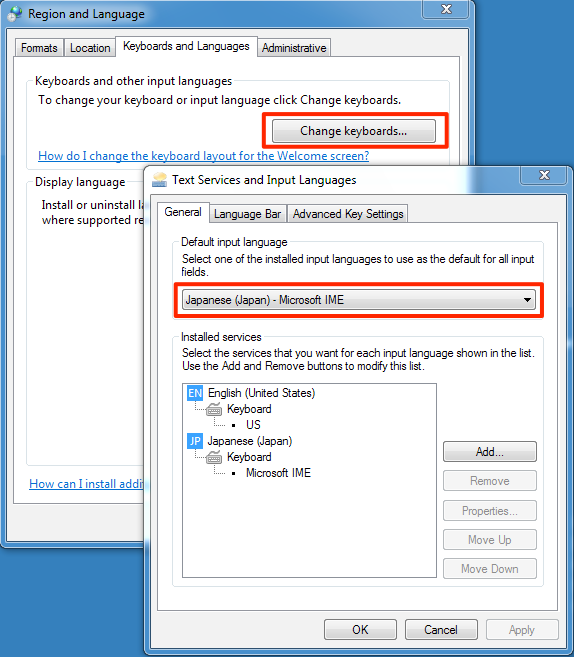 Region and Language
Formats
Location
Keyboards and Languages
Administrative
Keyboards and other input languages
To change your keyboard or input language click Change keyboards.
Change keyboards...
How do I change the keyboard layout for the Welcome screen?
Display language
Install or uninstall la
where supported re
How can I install addi
Text Services and Input Languages
General
Language Bar
Advanced Key Settings
Default input language
Select one of the installed input languages to use as the default for all input
fields.
Japanese (Japan) - Microsoft IME
Installed services
Select the services that you want for each input language shown in the list.
Use the Add and Remove buttons to modify this list.
EN English (United States)
Keyboard
• US
JP Japanese (Japan)
Keyboard
• Microsoft IME
Add...
Remove
Properties...
Move Up
Move Down
OK
Cancel
Apply